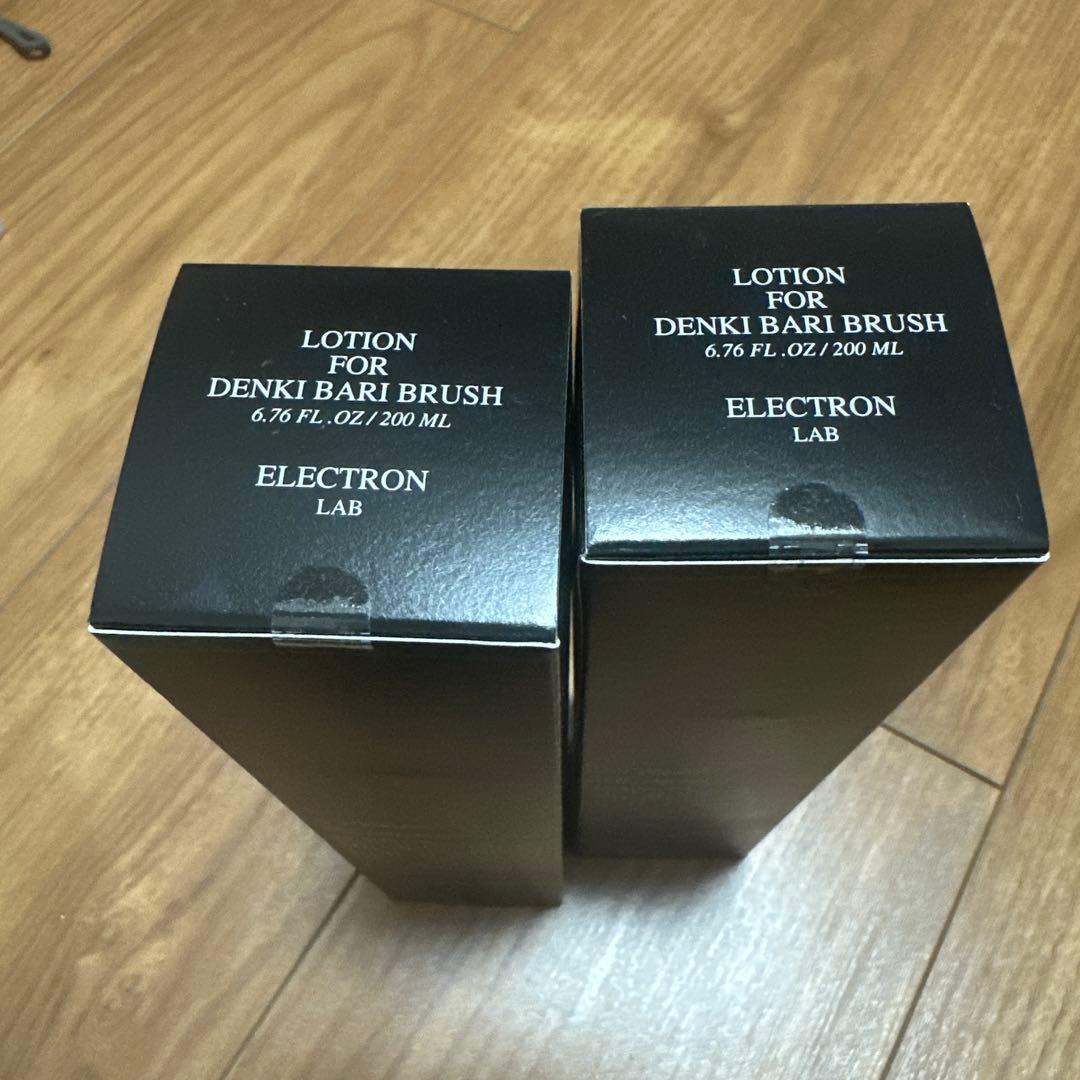 LOTION
FOR
DENKI BARI BRUSH
6.76 FL .OZ / 200 ML
ELECTRON
LAB
LOTION
FOR
DENKI BARI BRUSH
6.76 FL .OZ / 200 ML
ELECTRON
LAB